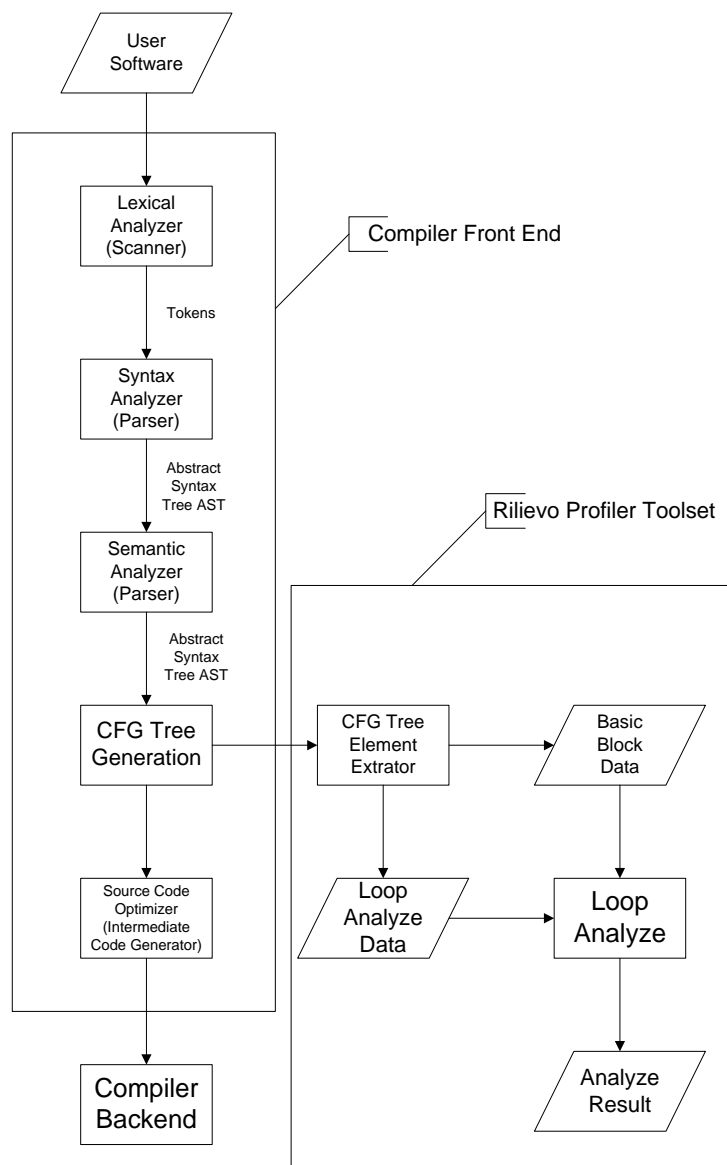 User
Software
Lexical
Analyzer
(Scanner)
Compiler Front End
Tokens
Syntax
Analyzer
(Parser)
Abstract
Syntax
Tree AST
Rilievo Profiler Toolset
Semantic
Analyzer
(Parser)
Abstract
Syntax
Tree AST
CFG Tree
Generation
CFG Tree
Element
Extrator
Basic
Block
Data
Source Code
Optimizer
(Intermediate
Code Generator)
Loop
Analyze
Data
Loop
Analyze
Compiler
Backend
Analyze
Result